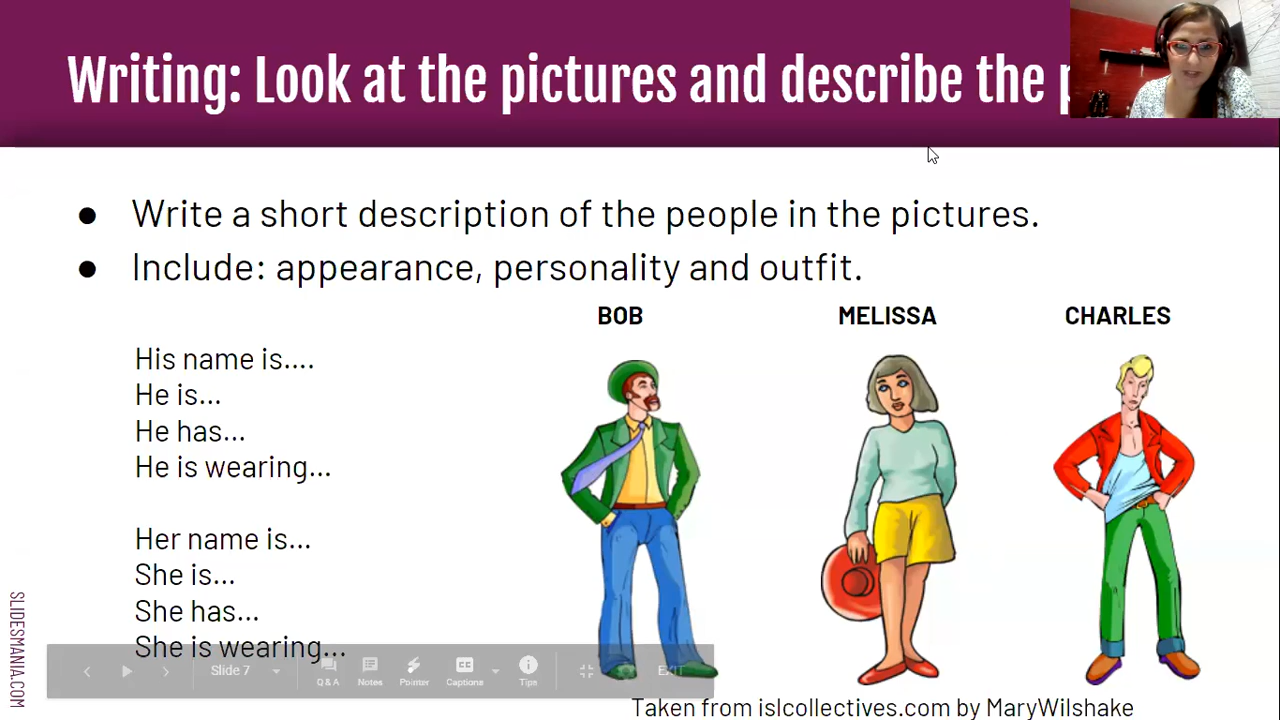 Writing: Look at the pictures and describe the
Write a short description of the people in the pictures.
Include: appearance, personality and outfit.
BOB
MELISSA
CHARLES
His name is....
He is...
He has...
He is wearing...
Her name is...
She is...
She has...
She is wearing...
SLIDESMANIA.COM
Slide 7
Q & A
Notes
Pointer
Captions
Tips
EXIT
Taken from islcollectives.com by MaryWilshake